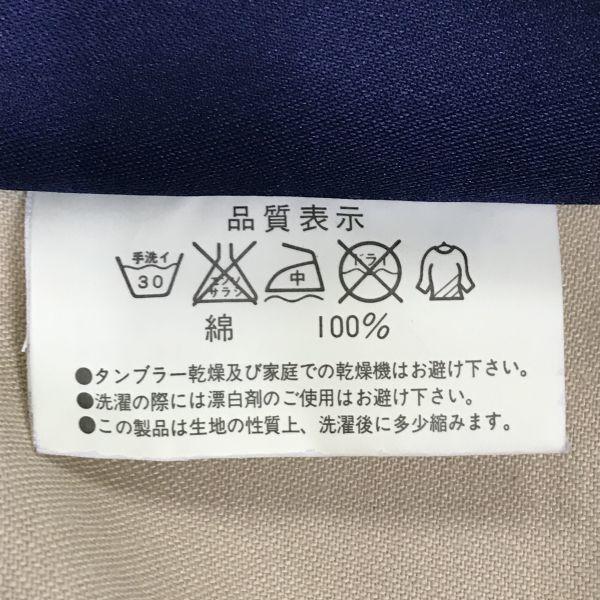 品質表示
手洗イ 30 エンソ サラシ 中 ドライ
綿 100%
●タンブラー乾燥及び家庭での乾燥機はお避け下さい。
●洗濯の際には漂白剤のご使用はお避け下さい。
●この製品は生地の性質上、洗濯後に多少縮みます。